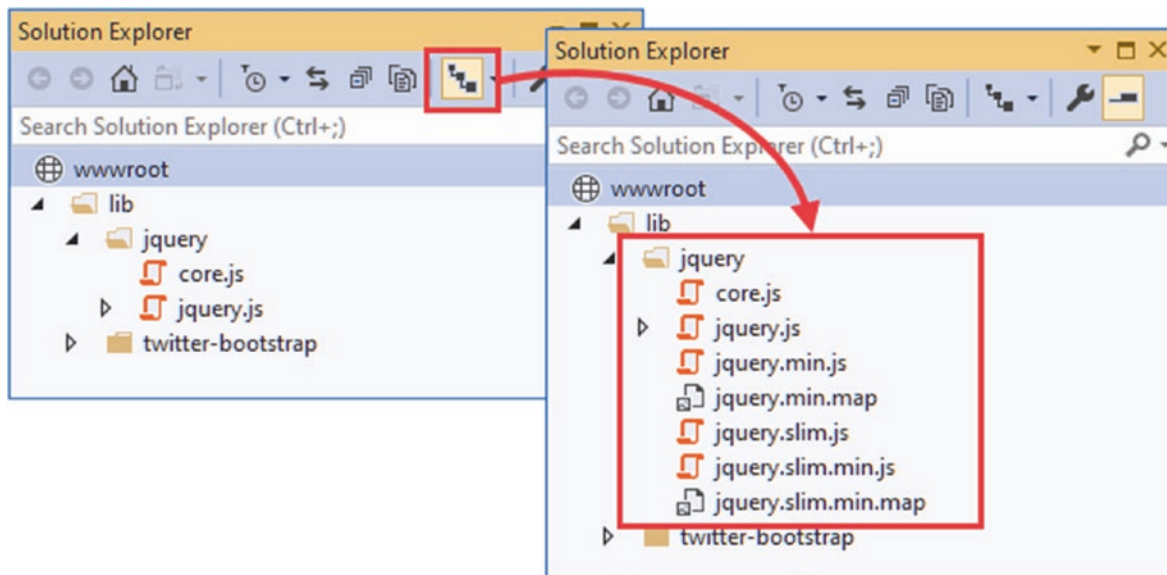 Solution Explorer
Search Solution Explorer (Ctrl+;)
wwwroot
lib
jquery
core.js
jquery.js
twitter-bootstrap
Solution Explorer
Search Solution Explorer (Ctrl+;)
wwwroot
lib
jquery
core.js
jquery.js
jquery.min.js
jquery.min.map
jquery.slim.js
jquery.slim.min.js
jquery.slim.min.map
twitter-bootstrap